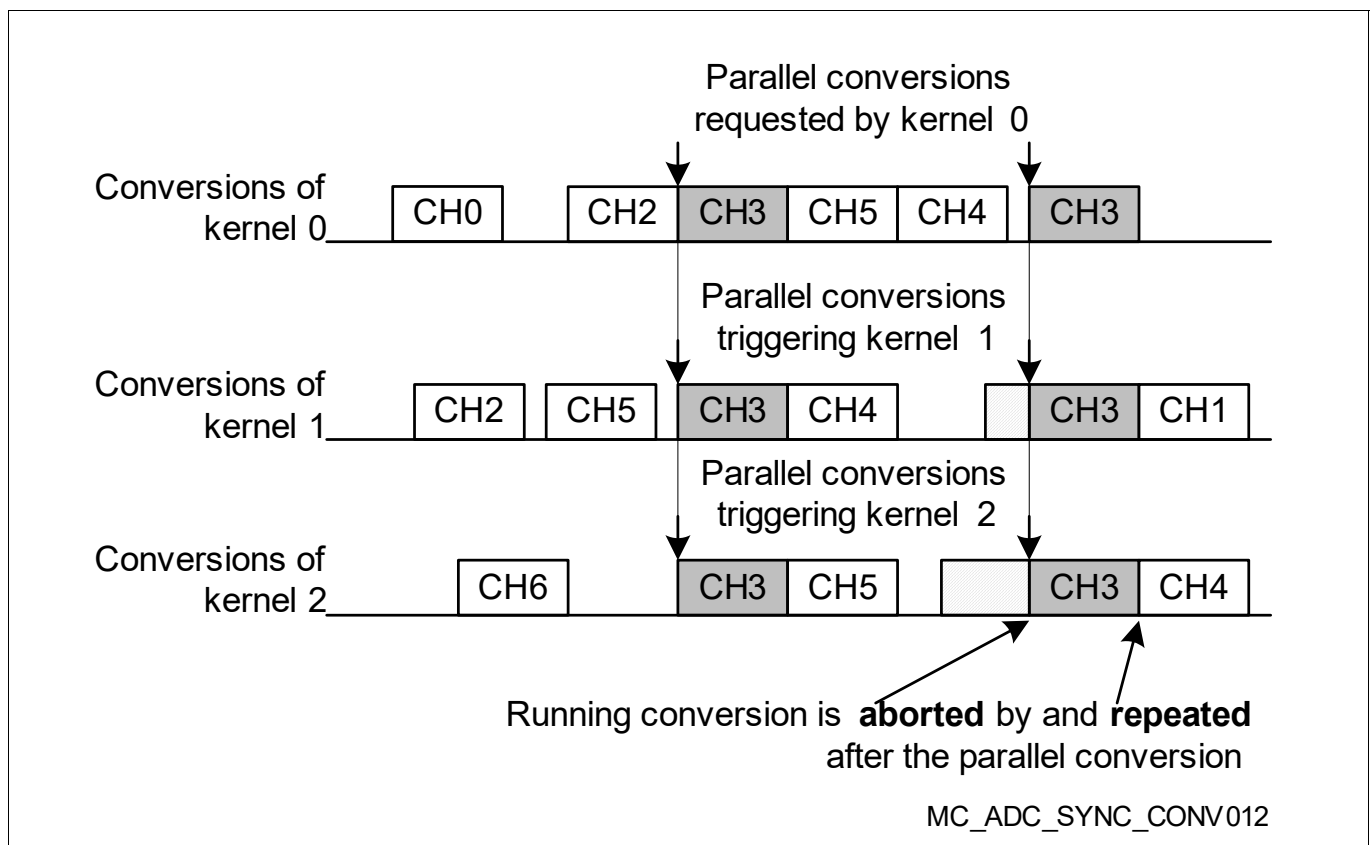 Parallel conversions
requested by kernel 0
Conversions of
kernel 0
CH0 CH2 CH3 CH5 CH4 CH3
Parallel conversions
triggering kernel 1
Conversions of
kernel 1
CH2 CH5 CH3 CH4 CH3 CH1
Parallel conversions
triggering kernel 2
Conversions of
kernel 2
CH6 CH3 CH5 CH3 CH4
Running conversion is aborted by and repeated
after the parallel conversion
MC_ADC_SYNC_CONV012